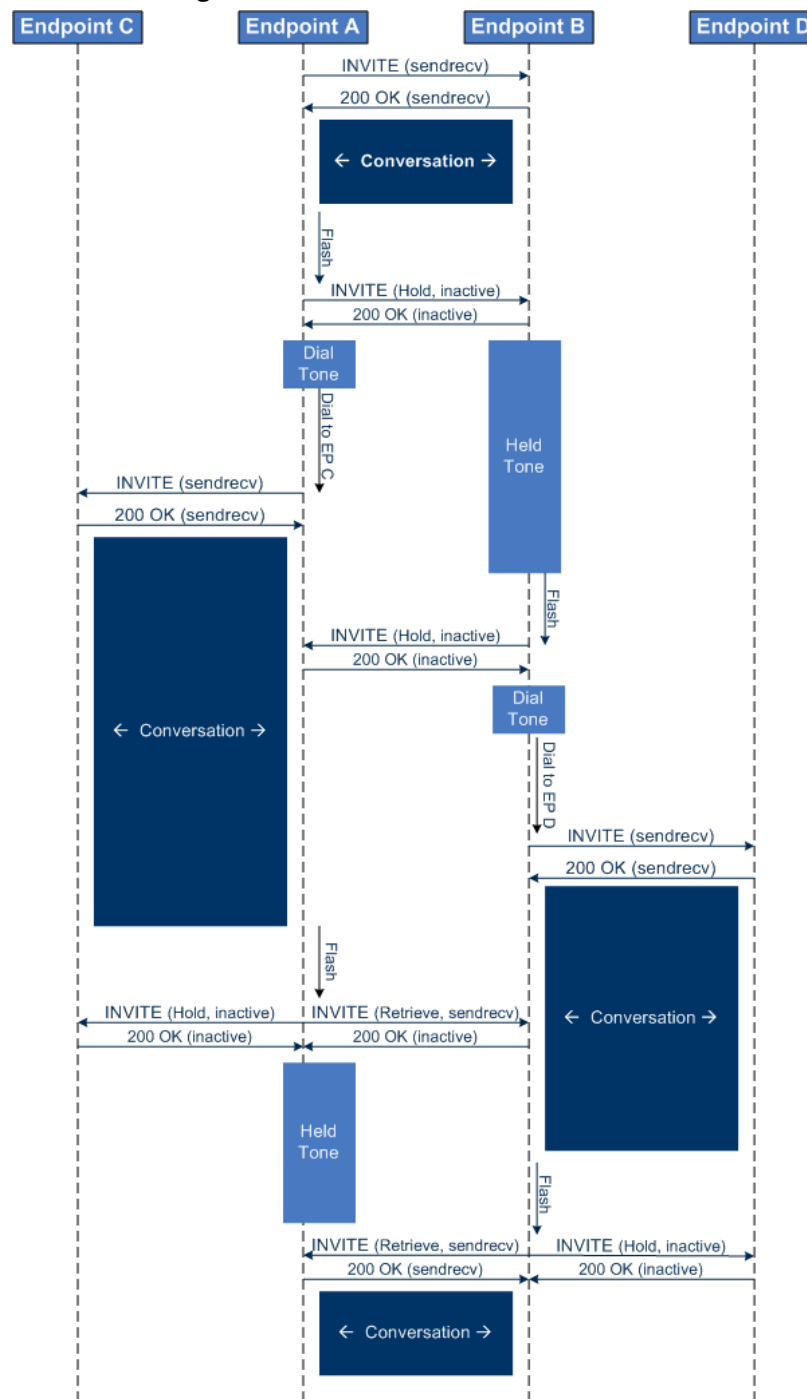 Endpoint C Endpoint A Endpoint B Endpoint D
INVITE (sendrecv)
200 OK (sendrecv)
← Conversation →
Flash
INVITE (Hold, inactive)
200 OK (inactive)
Dial
Tone
Dial to EP C
Held
Tone
INVITE (sendrecv)
200 OK (sendrecv)
← Conversation →
Flash
INVITE (Hold, inactive)
200 OK (inactive)
Dial
Tone
Dial to EP D
INVITE (sendrecv)
200 OK (sendrecv)
← Conversation →
Flash
INVITE (Hold, inactive) INVITE (Retrieve, sendrecv)
200 OK (inactive) 200 OK (inactive)
Held
Tone
Flash
INVITE (Retrieve, sendrecv) INVITE (Hold, inactive)
200 OK (sendrecv) 200 OK (inactive)
← Conversation →